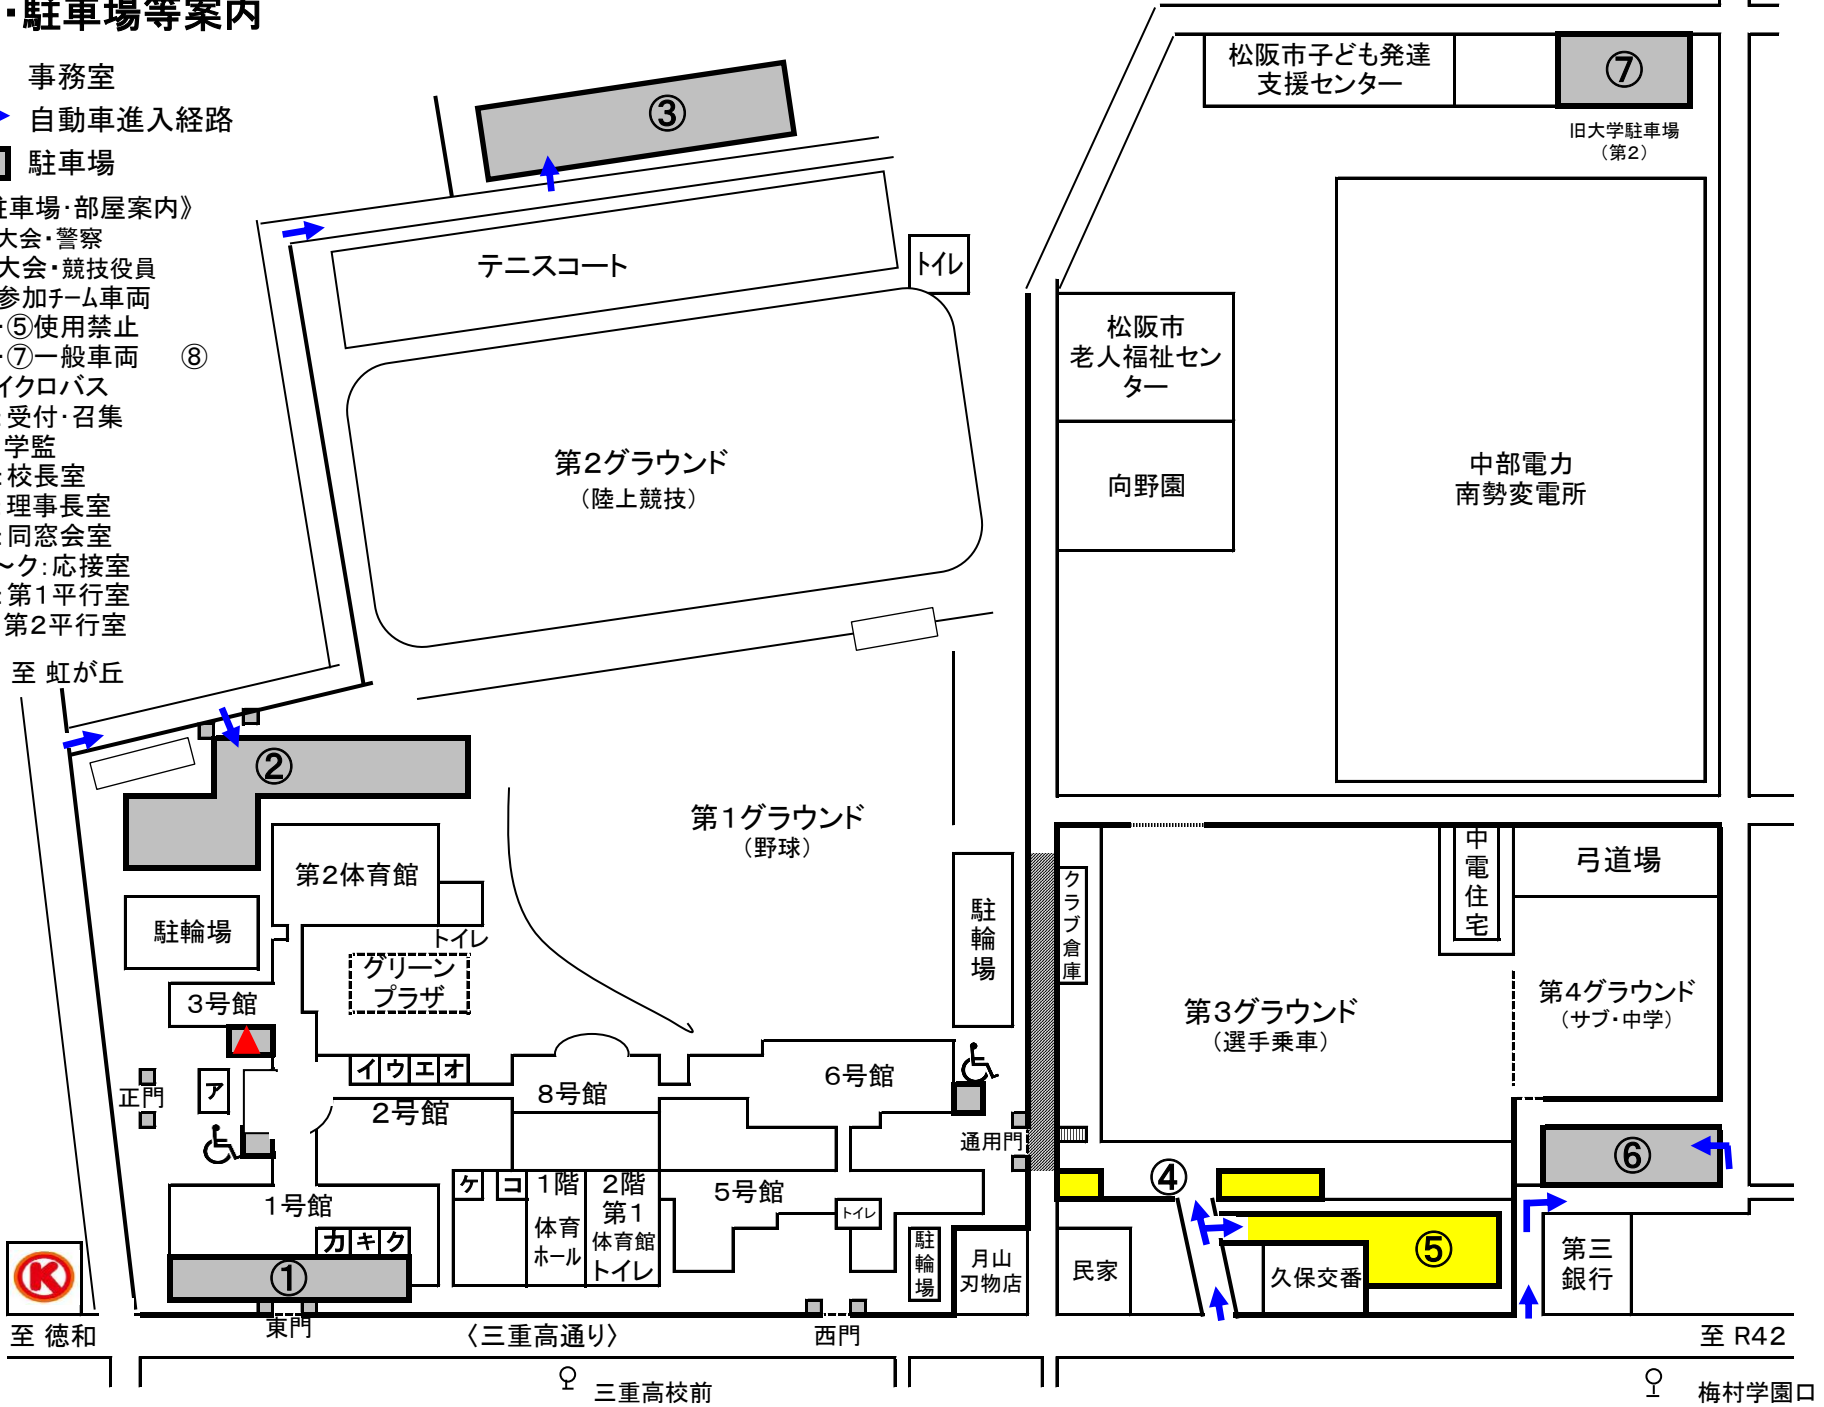 ・駐車場等案内
事務室
自動車進入経路
駐車場
車場・部屋案内》
大会・警察
大会・競技役員
参加チーム車両
・⑤使用禁止
・⑦一般車両 ⑧
イクロバス
:受付・召集
学監
:校長室
理事長室
:同窓会室
～ク:応接室
:第1平行室
第2平行室
至 虹が丘
③
テニスコート
トイレ
第2グラウンド
(陸上競技)
松阪市子ども発達
支援センター
⑦
旧大学駐車場
(第2)
松阪市
老人福祉セン
ター
向野園
中部電力
南勢変電所
②
第2体育館
駐輪場
トイレ
グリーン
プラザ
3号館
第1グラウンド
(野球)
駐輪場
クラブ倉庫
第3グラウンド
(選手乗車)
中電住宅
弓道場
第4グラウンド
(サブ・中学)
正門
ア
イ ウ エ オ
2号館
8号館
6号館
通用門
1号館
カ キ ク
①
ケ
コ
1階
体育
ホール
2階
第1
体育館
トイレ
5号館
トイレ
駐輪場
月山
刃物店
民家
④
⑤
久保交番
⑥
第三
銀行
K
至 徳和
東門
〈三重高通り〉
西門
至 R42
三重高校前
梅村学園口